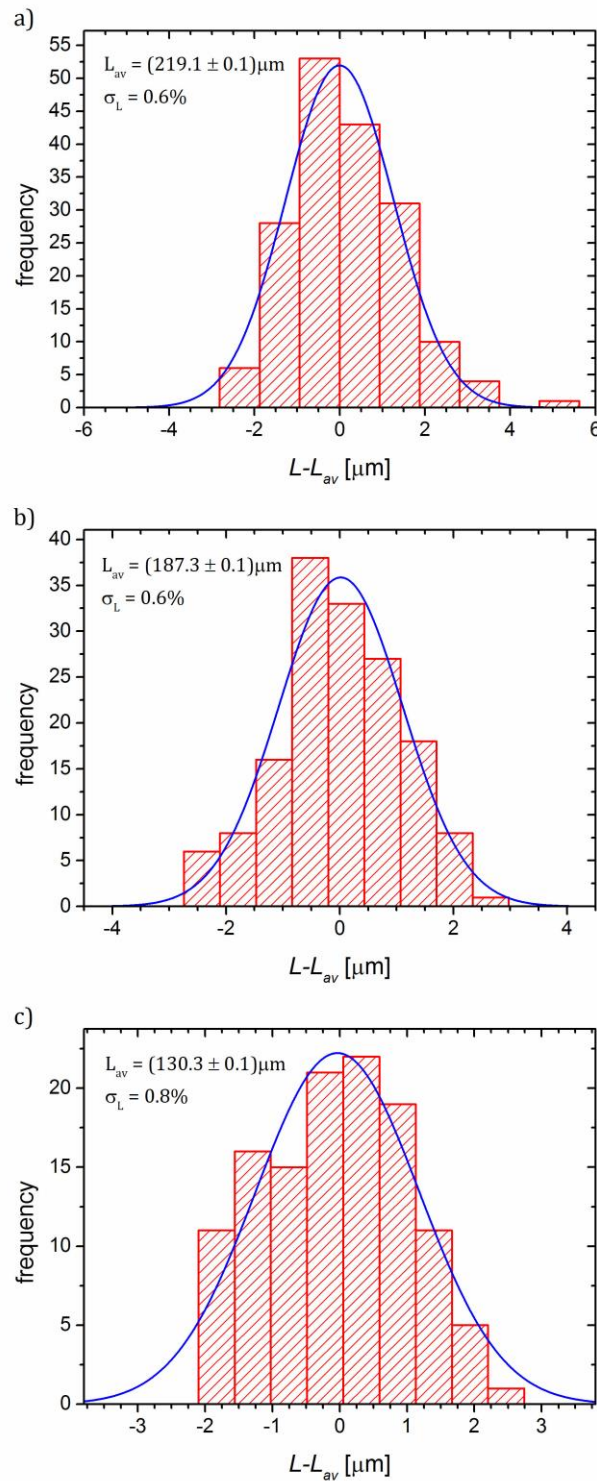 a)
55
50
45
40
35
30
25
20
15
10
5
0
frequency
L_av = (219.1 ± 0.1)μm
σ_L = 0.6%
-6 -4 -2 0 2 4 6
L-L_av [μm]
b)
40
35
30
25
20
15
10
5
0
frequency
L_av = (187.3 ± 0.1)μm
σ_L = 0.6%
-4 -2 0 2 4
L-L_av [μm]
c)
20
15
10
5
0
frequency
L_av = (130.3 ± 0.1)μm
σ_L = 0.8%
-3 -2 -1 0 1 2 3
L-L_av [μm]